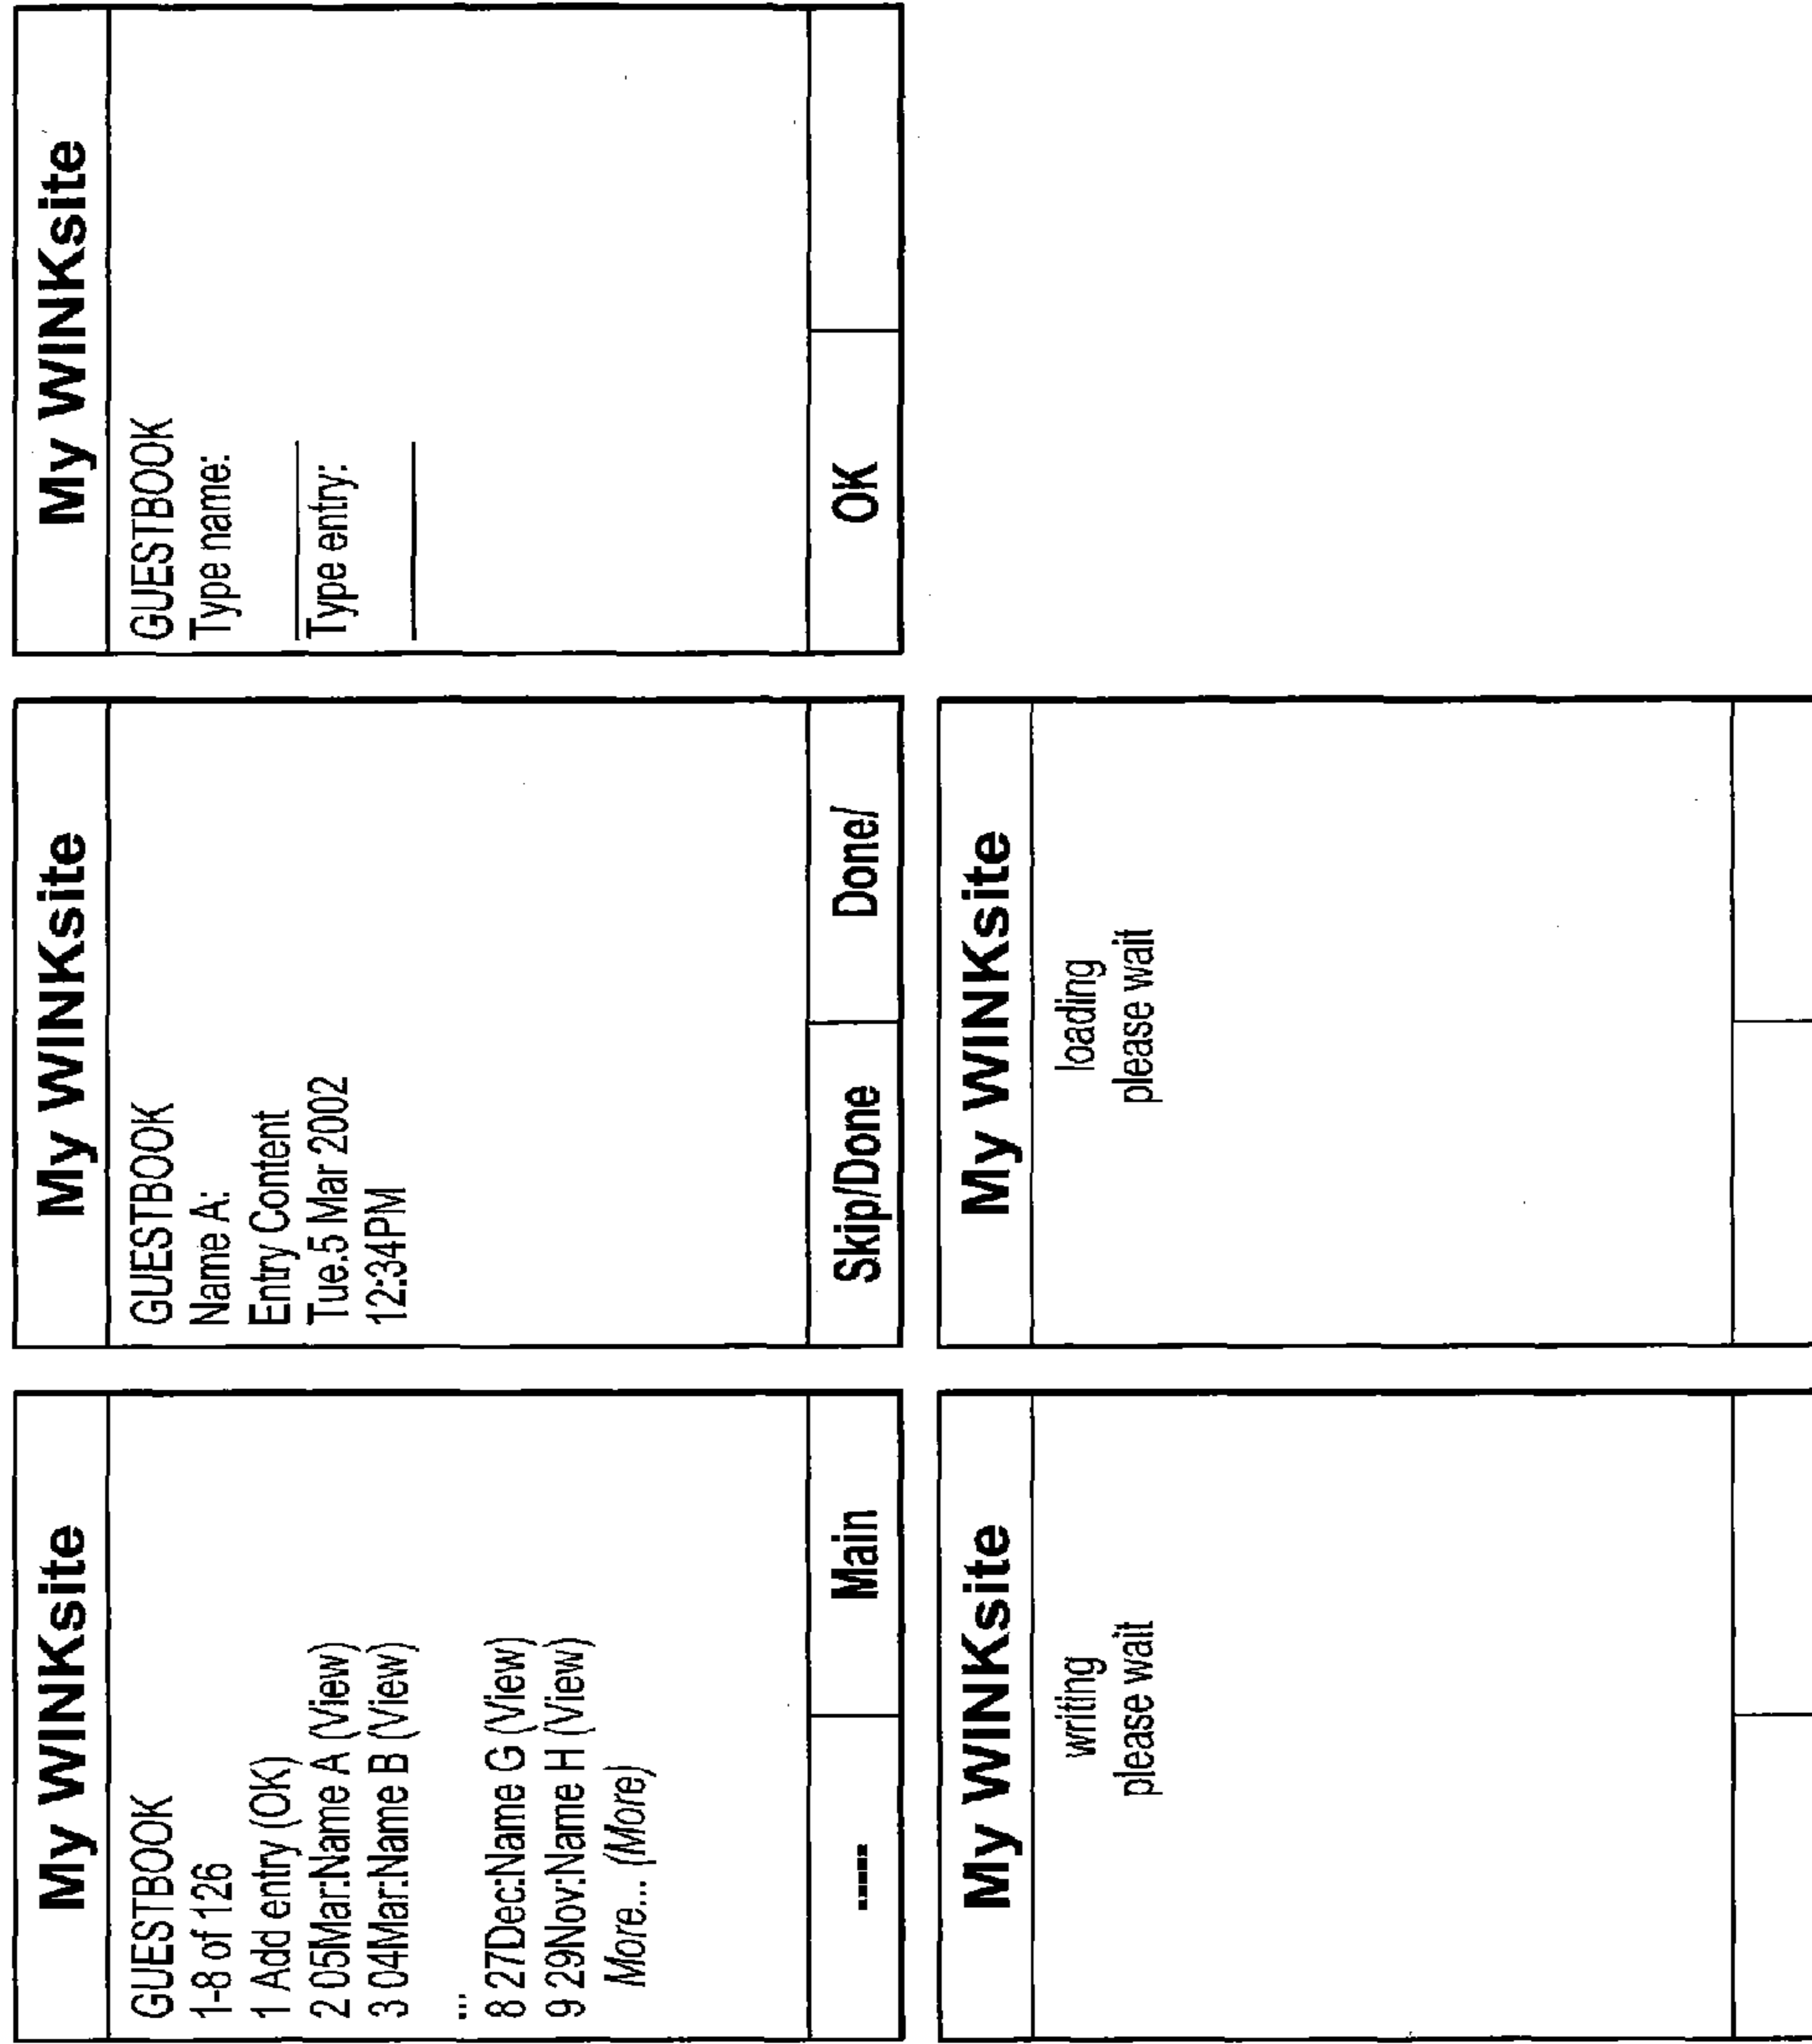 My WINKsite
GUESTBOOK
1-8 of 126
1 Add entry (OK)
2 05Mar:Name A (View)
3 04Mar:Name B (View)
...
8 27Dec:Name G (View)
9 29Nov:Name H (View)
More... (More)
-----
Main
My WINKsite
GUESTBOOK
Name A:
Entry Content
Tue.5 Mar 2002
12:34PM
Skip/Done
Done/
My WINKsite
GUESTBOOK
Type name:
Type entry:
OK
My WINKsite
writing
please wait
My WINKsite
loading
please wait